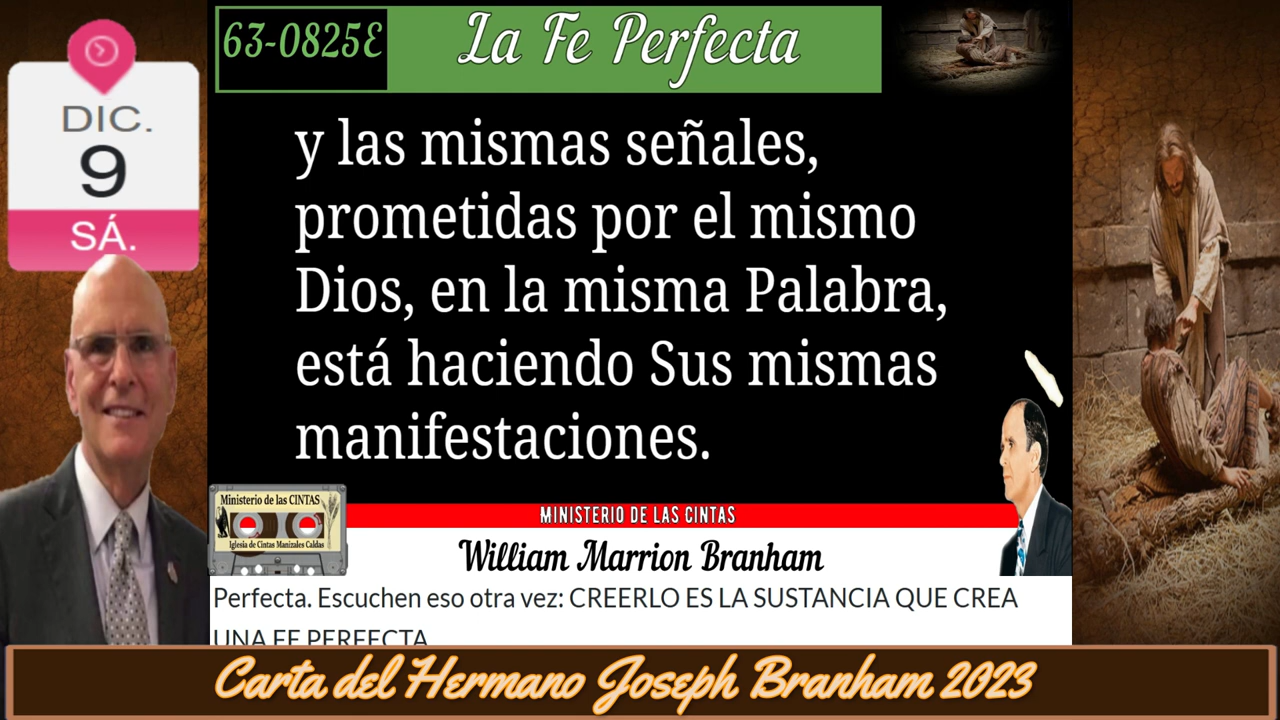 63-0825E
La Fe Perfecta
DIC.
9
SÁ.
y las mismas señales,
prometidas por el mismo
Dios, en la misma Palabra,
está haciendo Sus mismas
manifestaciones.
Ministerio de las CINTAS
Iglesia de Cintas Manizales Caldas
MINISTERIO DE LAS CINTAS
William Marrion Branham
Perfecta. Escuchen eso otra vez: CREERLO ES LA SUSTANCIA QUE CREA
UNA FE PERFECTA
Carta del Hermano Joseph Branham 2023